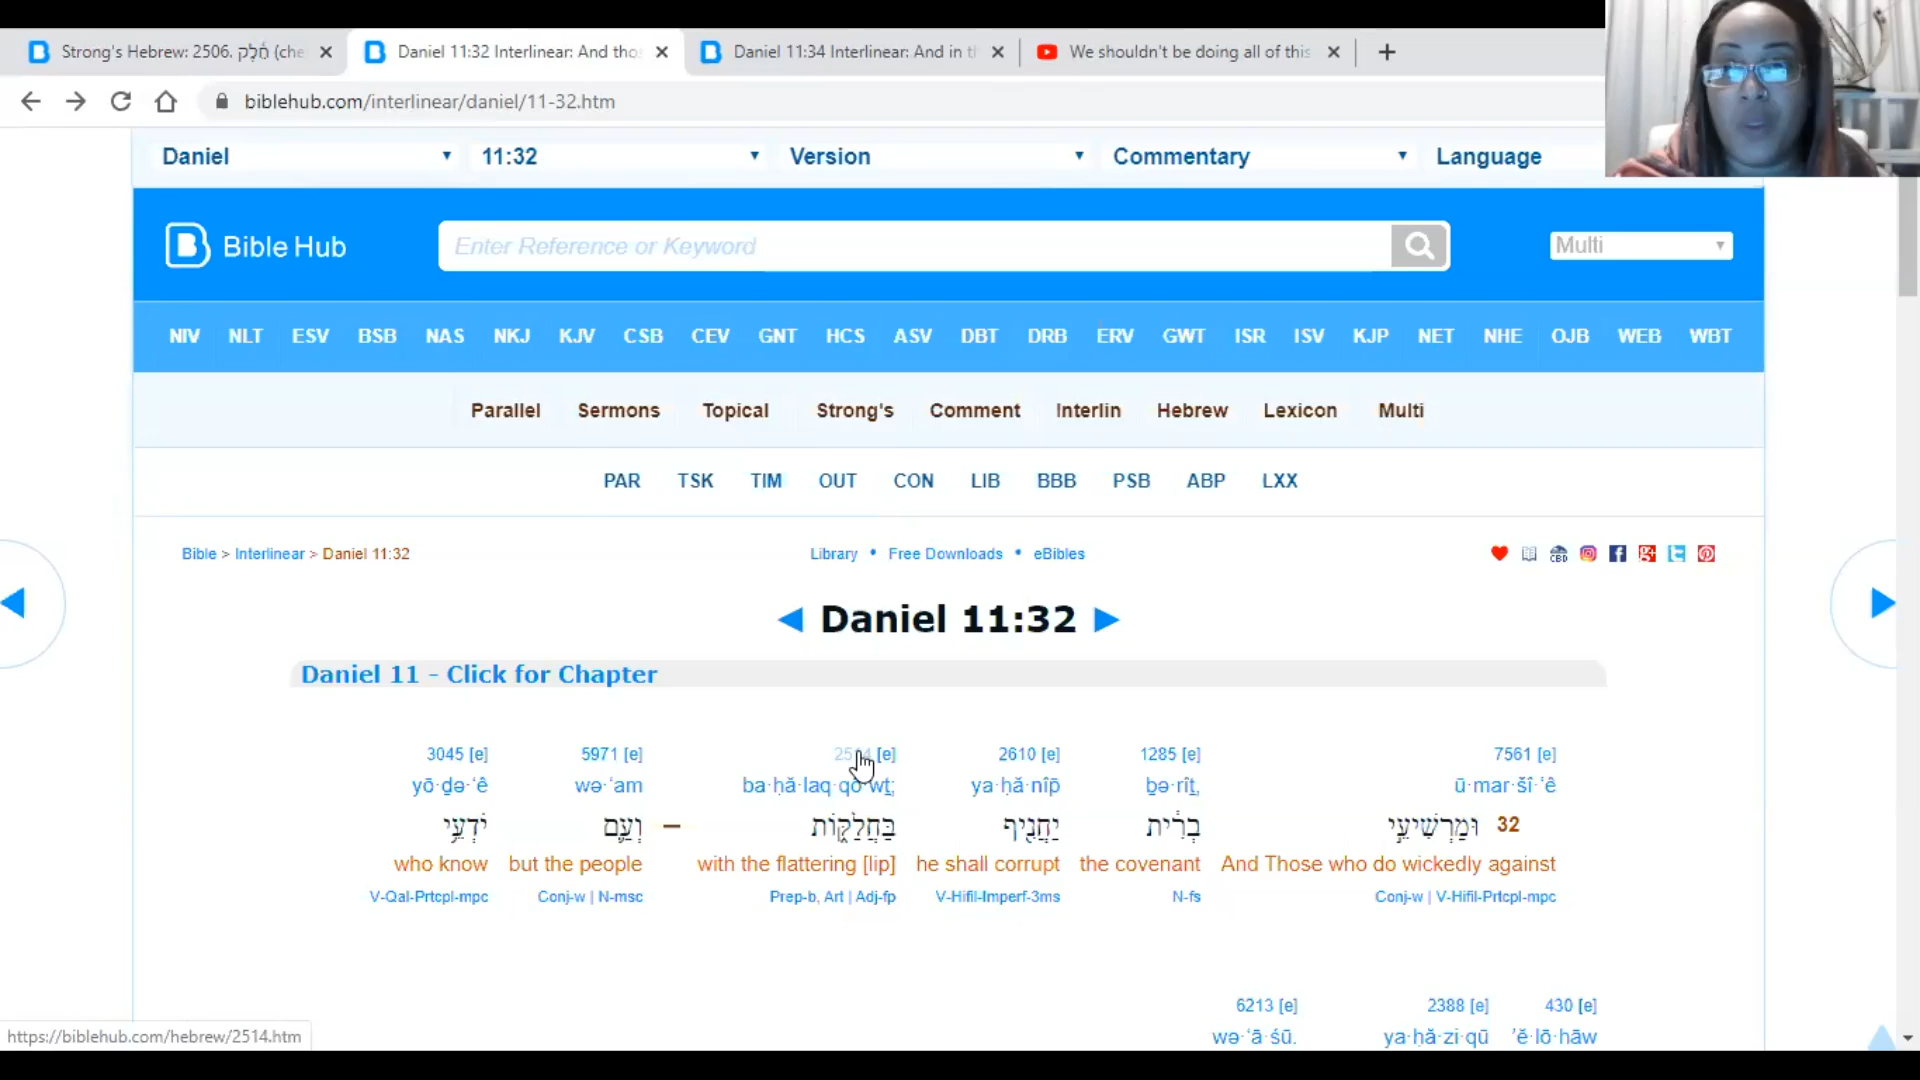 Strong's Hebrew: 2506. חֵ֫לֶק (che
Daniel 11:32 Interlinear: And tho
Daniel 11:34 Interlinear: And in t
We shouldn't be doing all of this
biblehub.com/interlinear/daniel/11-32.htm
Daniel 11:32 Version Commentary Language
Bible Hub Enter Reference or Keyword Multi
NIV NLT ESV BSB NAS NKJ KJV CSB CEV GNT HCS ASV DBT DRB ERV GWT ISR ISV KJP NET NHE OJB WEB WBT
Parallel Sermons Topical Strong's Comment Interlin Hebrew Lexicon Multi
PAR TSK TIM OUT CON LIB BBB PSB ABP LXX
Bible > Interlinear > Daniel 11:32 Library • Free Downloads • eBibles
◄ Daniel 11:32 ►
Daniel 11 - Click for Chapter
3045 [e] 5971 [e] [e] 2610 [e] 1285 [e] 7561 [e]
yō·ḏə·‘ê wə·‘am ba·ḥă·laq·qō·wṯ; ya·ḥă·nîp̄ ḇə·rîṯ, ū·mar·šî·‘ê
32 וּמַרְשִׁיעֵ֣י בְרִ֔ית יַחֲנִ֖יף בַּחֲלַקּ֑וֹת – וְעַ֛ם יֹדְעֵ֥י
who know but the people with the flattering [lip] he shall corrupt the covenant And Those who do wickedly against
V-Qal-Prtcpl-mpc Conj-w | N-msc Prep-b, Art | Adj-fp V-Hifil-Imperf-3ms N-fs Conj-w | V-Hifil-Prtcpl-mpc
6213 [e] 2388 [e] 430 [e]
wə·‘ā·śū. ya·ḥă·zi·qū ’ĕ·lō·hāw
https://biblehub.com/hebrew/2514.htm